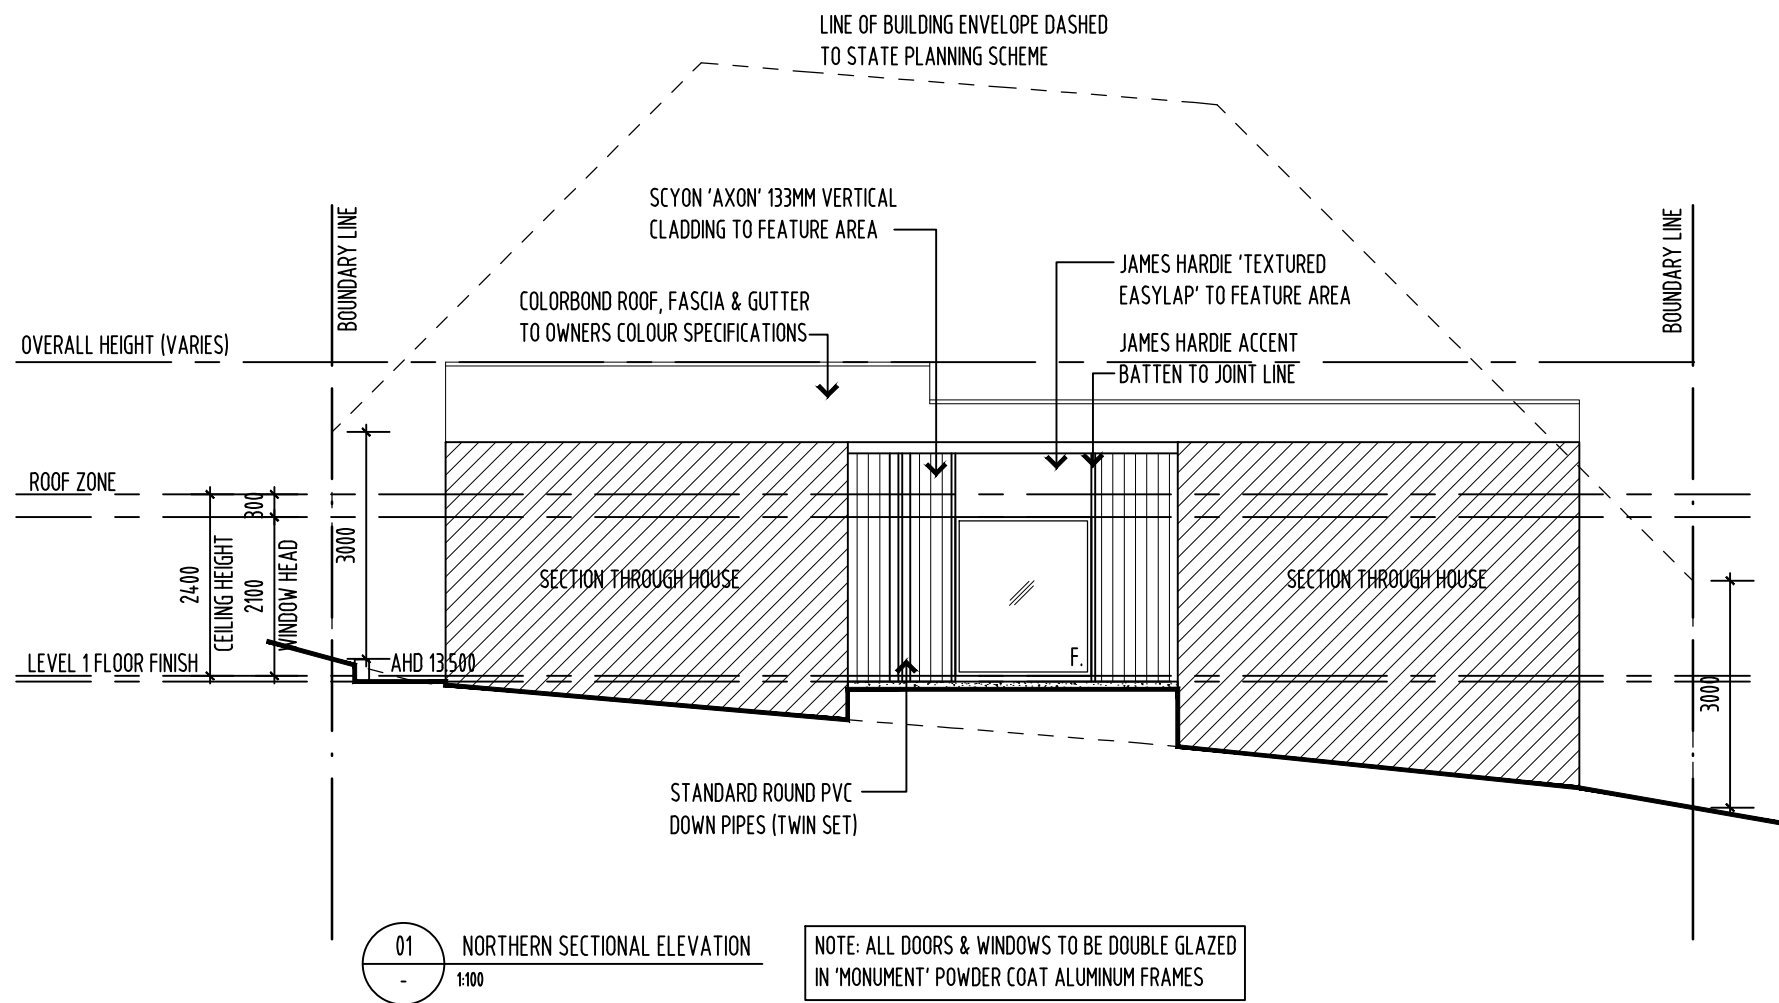 LINE OF BUILDING ENVELOPE DASHED
TO STATE PLANNING SCHEME
SCYON 'AXON' 133MM VERTICAL
CLADDING TO FEATURE AREA
BOUNDARY LINE
BOUNDARY LINE
JAMES HARDIE 'TEXTURED
EASYLAP' TO FEATURE AREA
COLORBOND ROOF, FASCIA & GUTTER
TO OWNERS COLOUR SPECIFICATIONS
OVERALL HEIGHT (VARIES)
JAMES HARDIE ACCENT
BATTEN TO JOINT LINE
ROOF ZONE
300
3000
2400
CEILING HEIGHT
2100
WINDOW HEAD
SECTION THROUGH HOUSE
SECTION THROUGH HOUSE
F.
LEVEL 1 FLOOR FINISH
AHD 13.500
3000
STANDARD ROUND PVC
DOWN PIPES (TWIN SET)
01
-
NORTHERN SECTIONAL ELEVATION
1:100
NOTE: ALL DOORS & WINDOWS TO BE DOUBLE GLAZED
IN 'MONUMENT' POWDER COAT ALUMINUM FRAMES